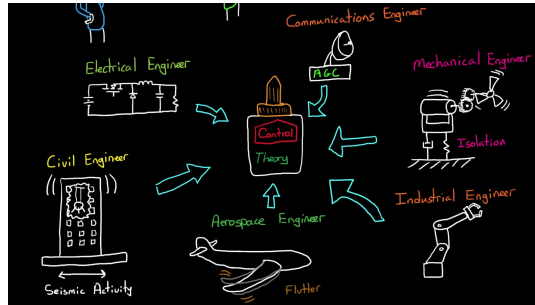 Communications Engineer
Electrical Engineer
AGC
Mechanical Engineer
Control
Theory
Isolation
Civil Engineer
Industrial Engineer
Aerospace Engineer
Seismic Activity
Flutter